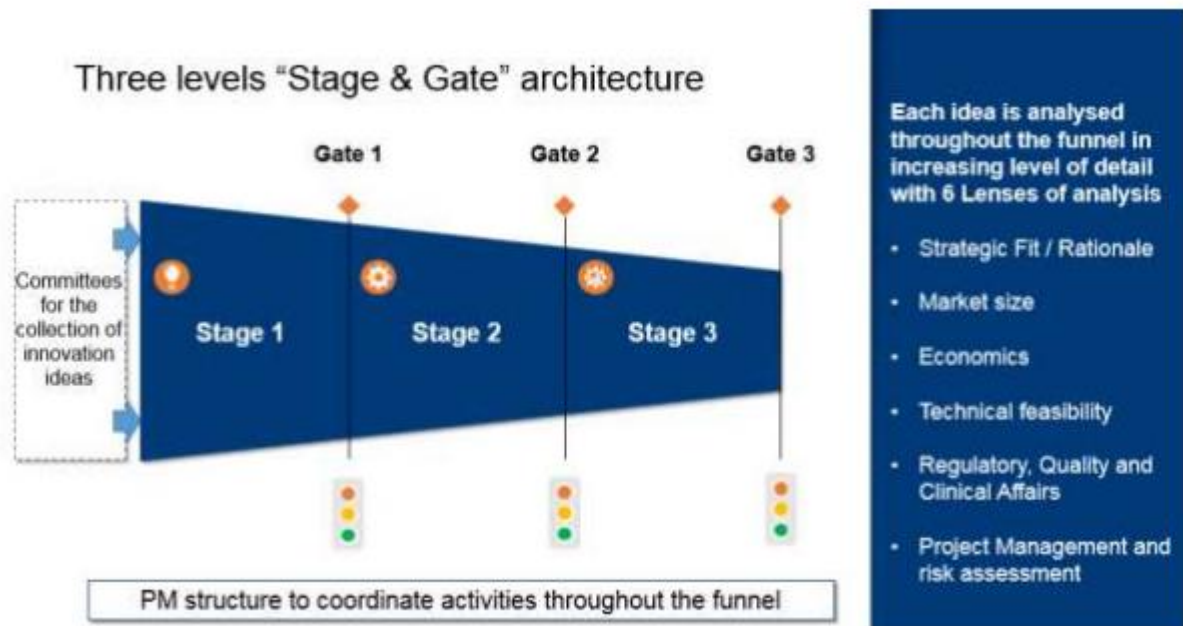 Three levels “Stage & Gate” architecture
Gate 1
Gate 2
Gate 3
Committees
for the
collection of
innovation
ideas
Stage 1
Stage 2
Stage 3
PM structure to coordinate activities throughout the funnel
Each idea is analysed
throughout the funnel in
increasing level of detail
with 6 Lenses of analysis
• Strategic Fit / Rationale
• Market size
• Economics
• Technical feasibility
• Regulatory, Quality and
Clinical Affairs
• Project Management and
risk assessment